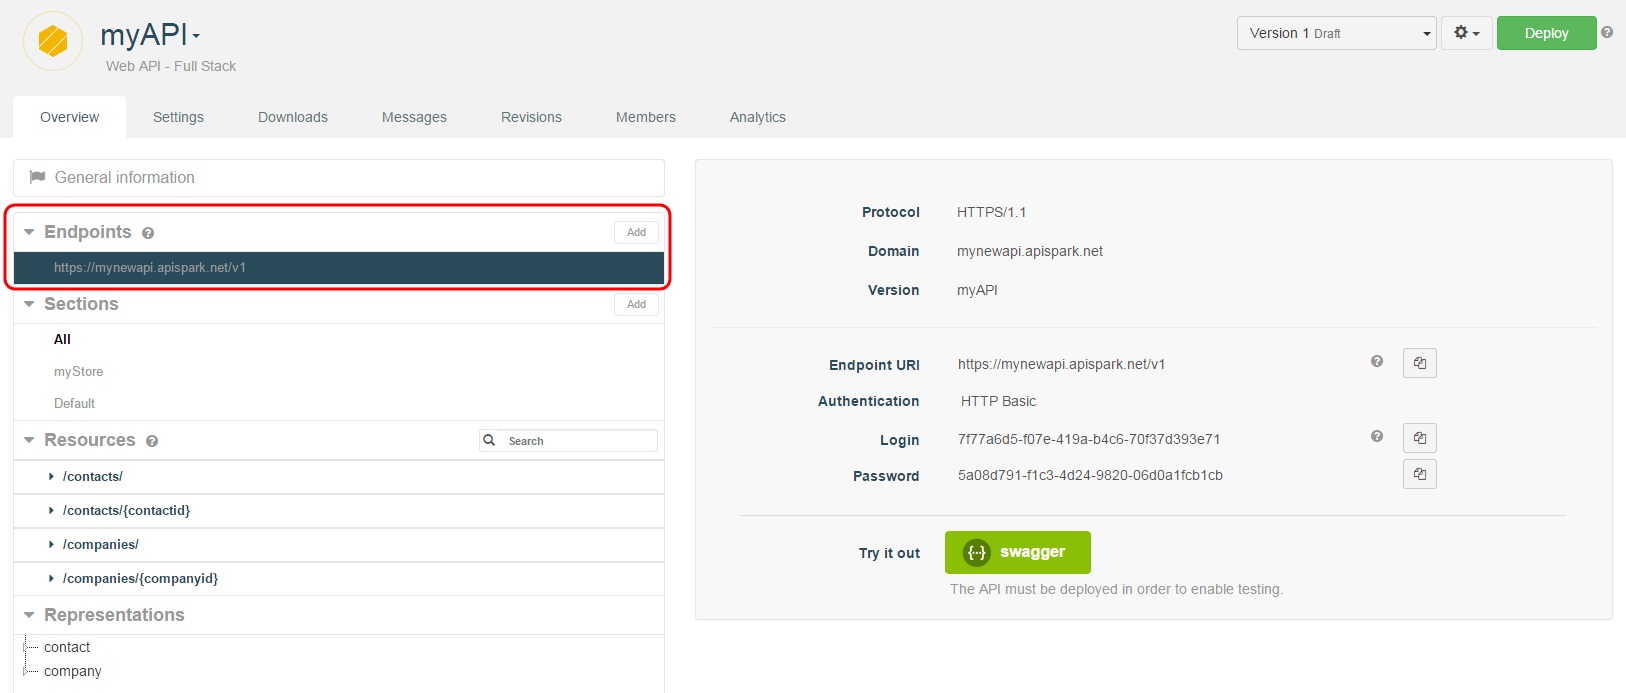 myAPI
Version 1 Draft
Deploy
Web API - Full Stack
Overview Settings Downloads Messages Revisions Members Analytics
General information
Endpoints Add
https://mynewapi.apispark.net/v1
Sections Add
All
myStore
Default
Resources Search
/contacts/
/contacts/{contactid}
/companies/
/companies/{companyid}
Representations
contact
company
Protocol HTTPS/1.1
Domain mynewapi.apispark.net
Version myAPI
Endpoint URI https://mynewapi.apispark.net/v1
Authentication HTTP Basic
Login 7f77a6d5-f07e-419a-b4c6-70f37d393e71
Password 5a08d791-f1c3-4d24-9820-06d0a1fcb1cb
Try it out {...} swagger
The API must be deployed in order to enable testing.